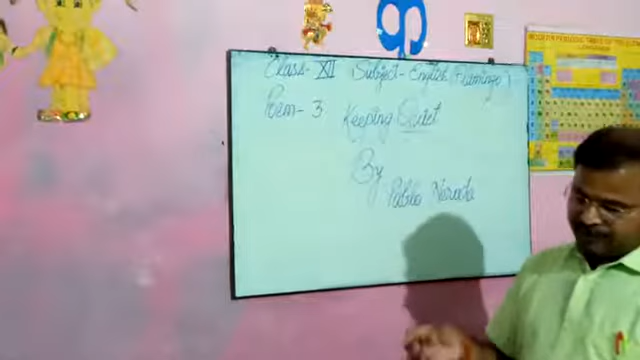 Class- XII Subject- English (Flamingo)
Poem- 3 Keeping Quiet
By
Pablo Neruda